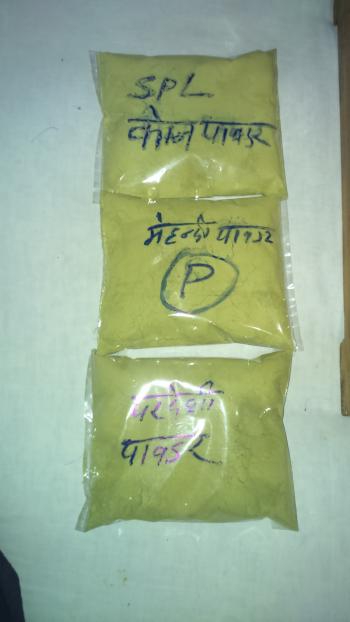 SPL
कोन पावडर
मेहन्दी पावडर
P
परदेशी
पावडर